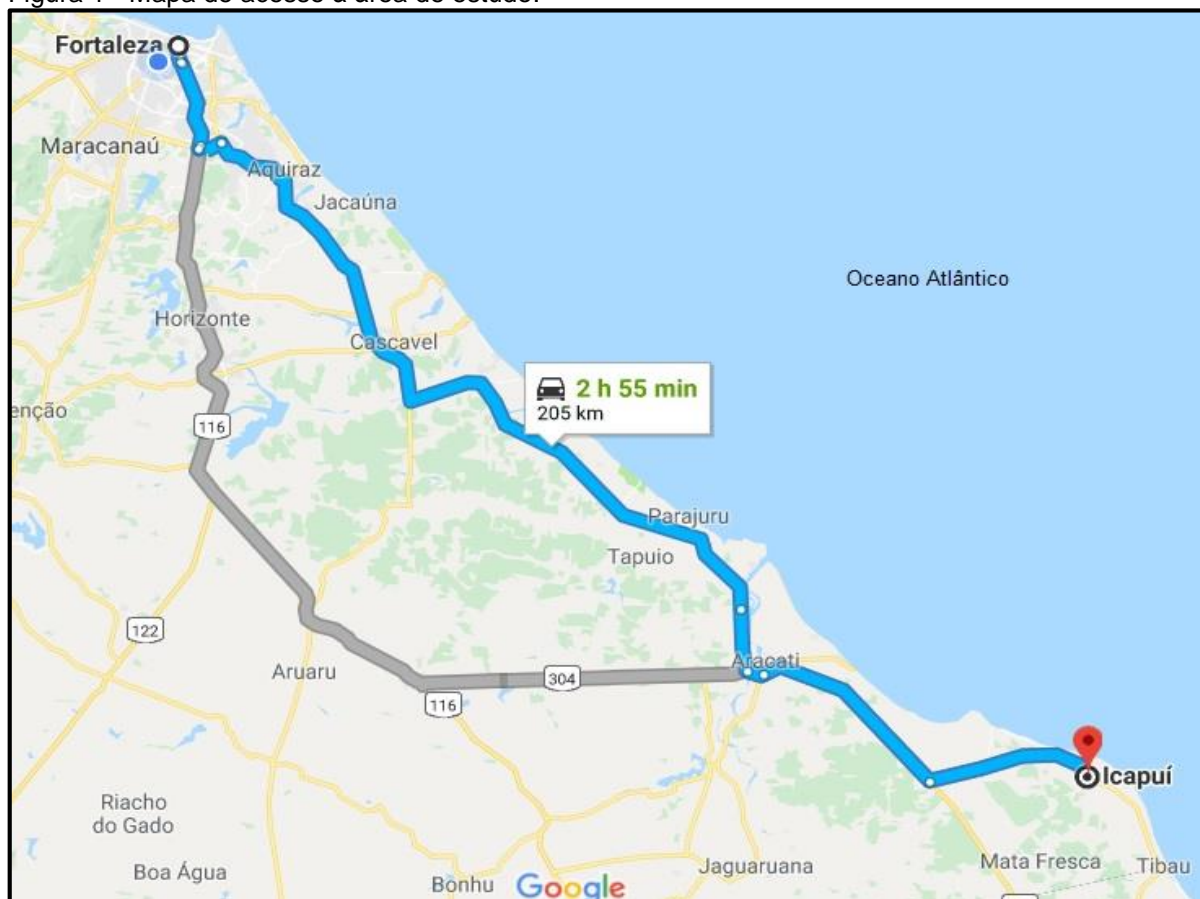 Figura 1 - Mapa de acesso à área de estudo.
Fortaleza
Maracanaú
Aquiraz
Jacaúna
Oceano Atlântico
Horizonte
Cascavel
2 h 55 min
205 km
enção
116
Parajuru
Tapuio
122
Aracati
Aruaru
304
116
Icapuí
Riacho
do Gado
Boa Água
Bonhu
Google
Jaguaruana
Mata Fresca
Tibau